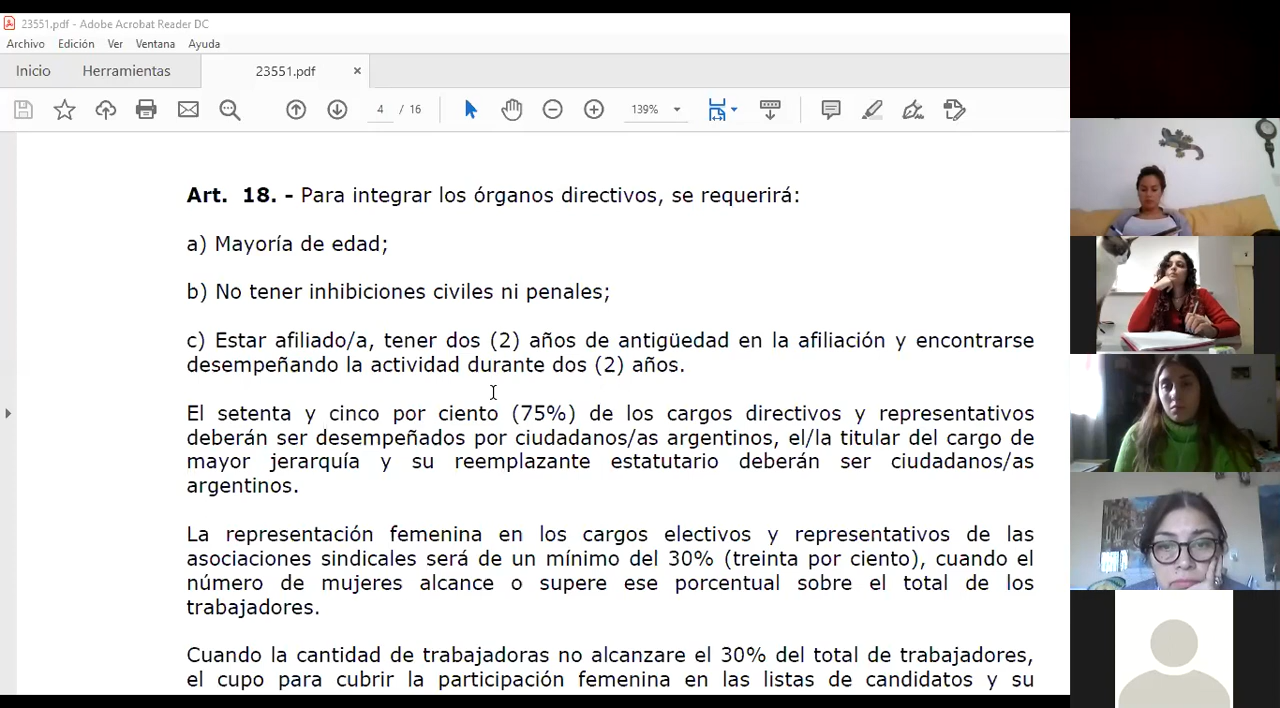 23551.pdf - Adobe Acrobat Reader DC
Archivo Edición Ver Ventana Ayuda
Inicio Herramientas 23551.pdf ×
4 / 16 139%
Art. 18. - Para integrar los órganos directivos, se requerirá:
a) Mayoría de edad;
b) No tener inhibiciones civiles ni penales;
c) Estar afiliado/a, tener dos (2) años de antigüedad en la afiliación y encontrarse
desempeñando la actividad durante dos (2) años.
El setenta y cinco por ciento (75%) de los cargos directivos y representativos
deberán ser desempeñados por ciudadanos/as argentinos, el/la titular del cargo de
mayor jerarquía y su reemplazante estatutario deberán ser ciudadanos/as
argentinos.
La representación femenina en los cargos electivos y representativos de las
asociaciones sindicales será de un mínimo del 30% (treinta por ciento), cuando el
número de mujeres alcance o supere ese porcentual sobre el total de los
trabajadores.
Cuando la cantidad de trabajadoras no alcanzare el 30% del total de trabajadores,
el cupo para cubrir la participación femenina en las listas de candidatos y su